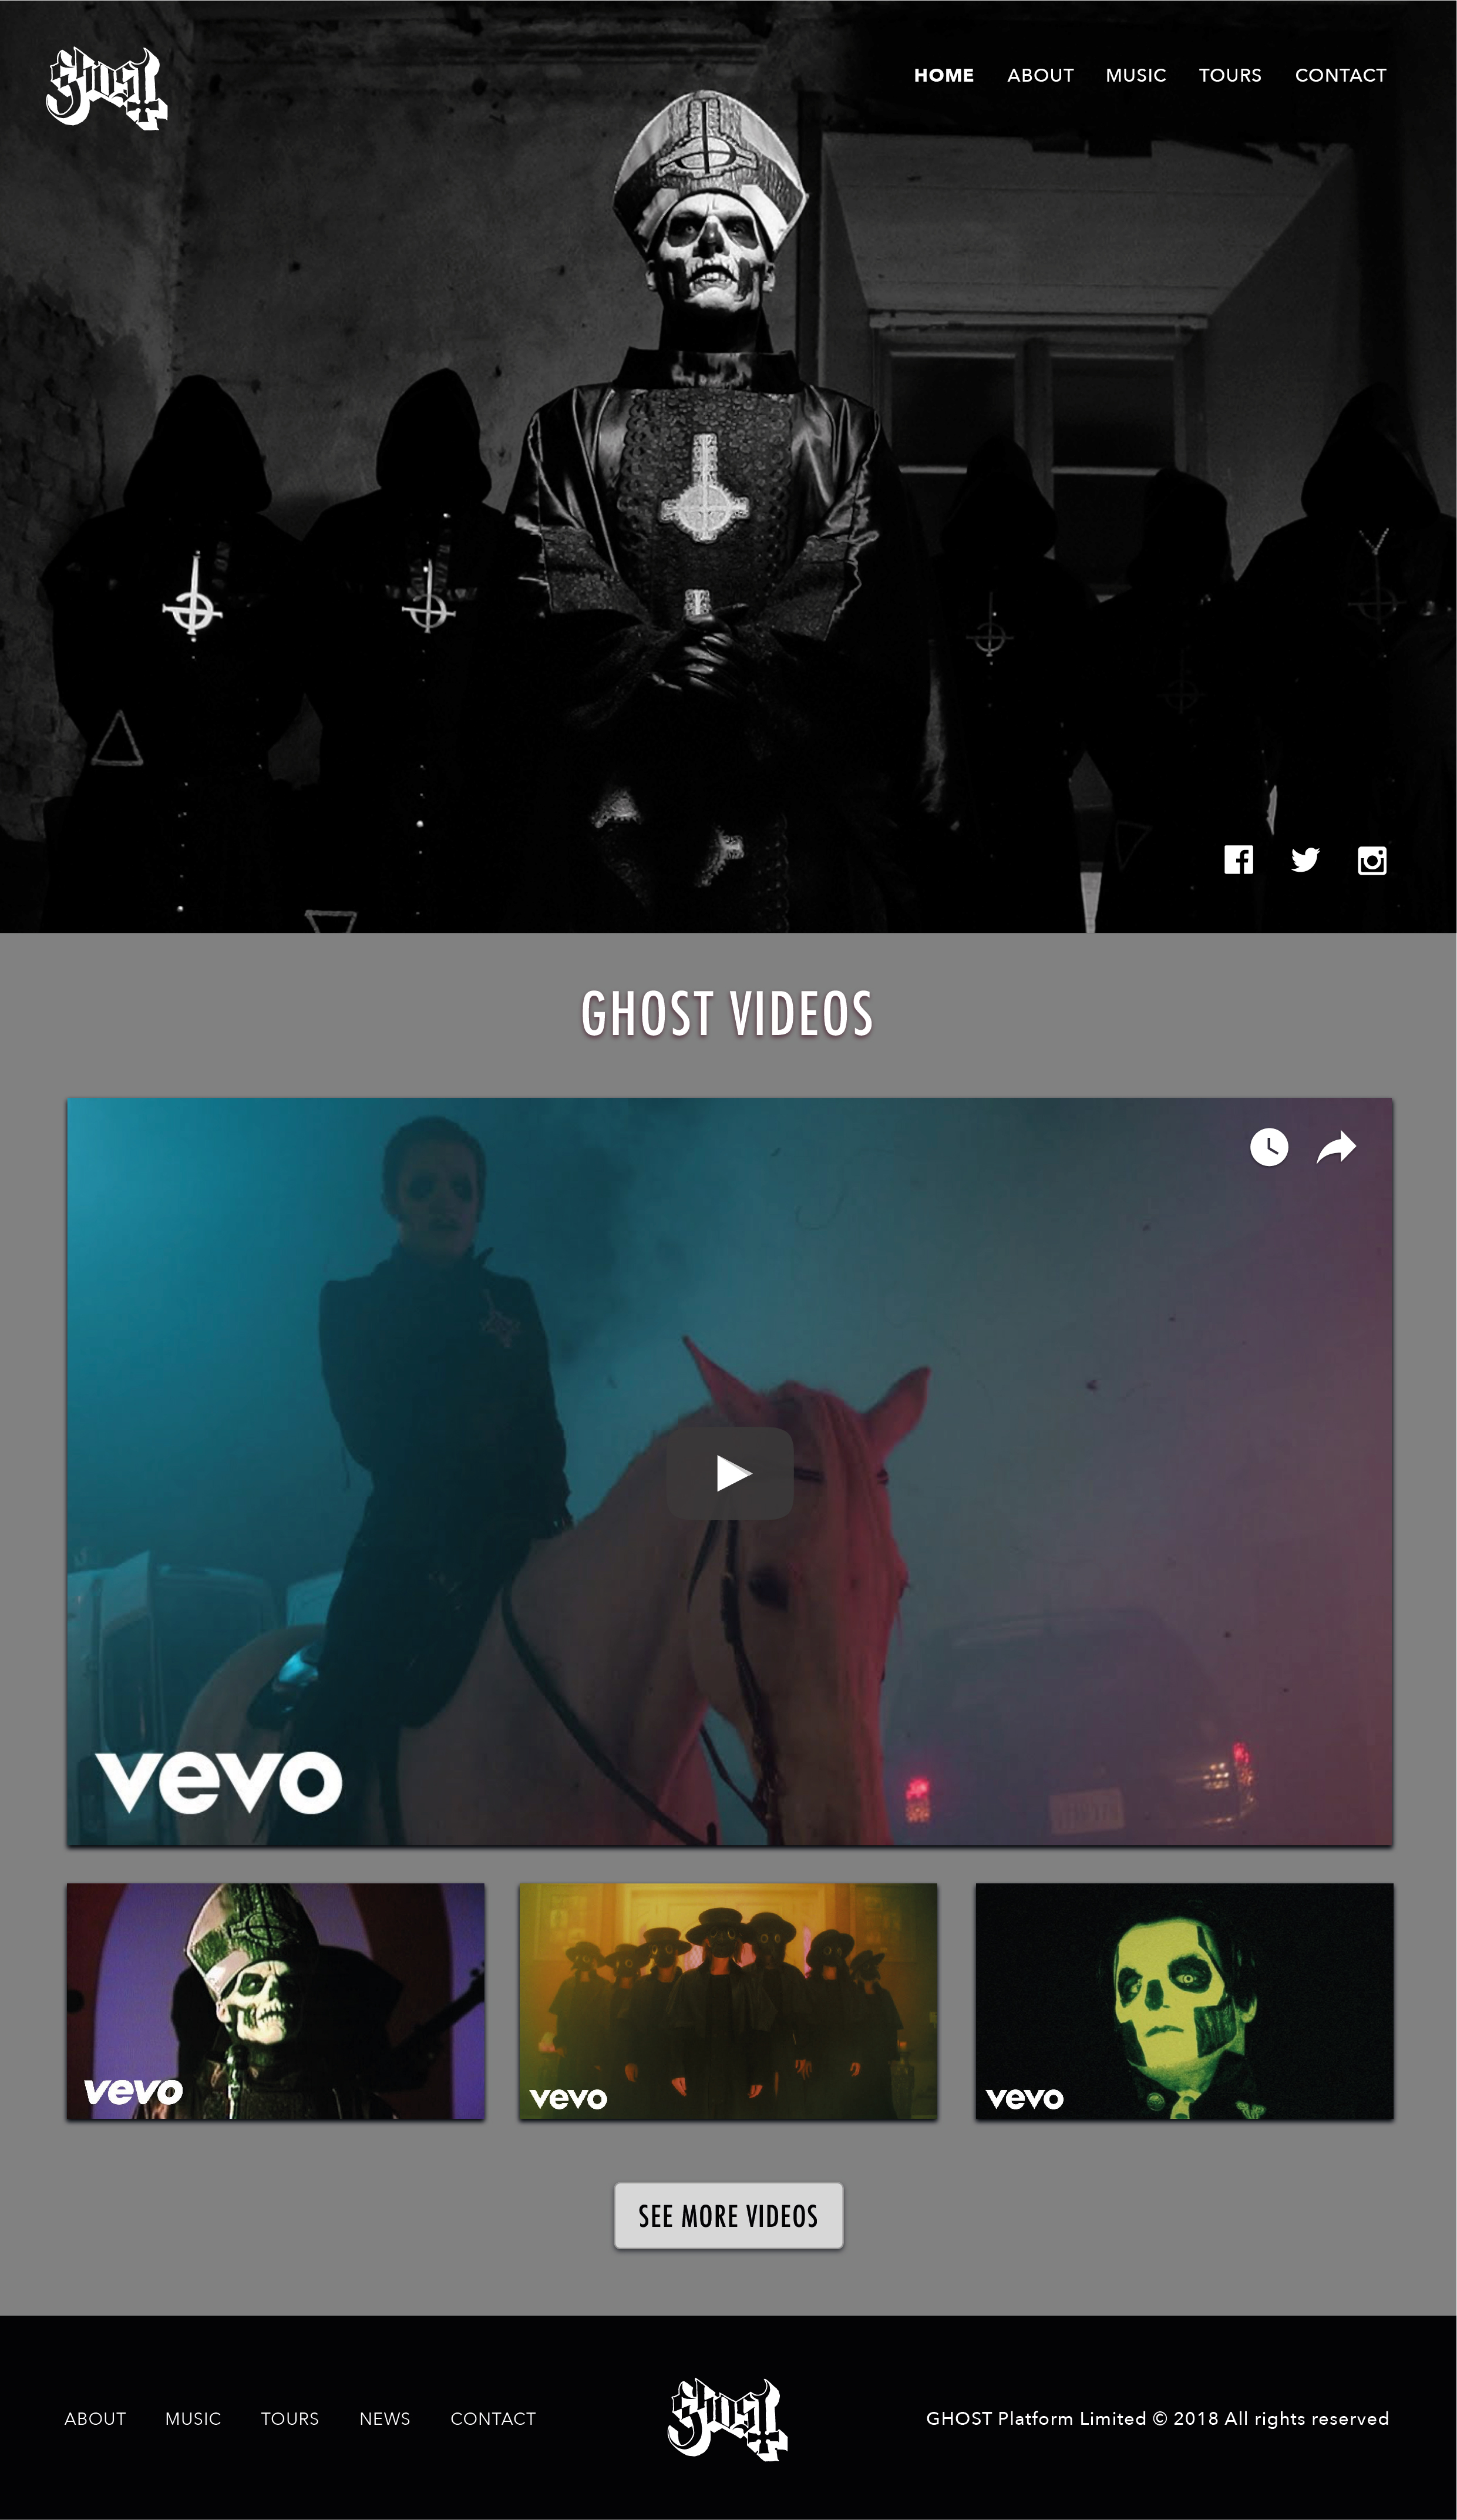 Ghost
HOME ABOUT MUSIC TOURS CONTACT
GHOST VIDEOS
vevo
vevo
vevo
vevo
SEE MORE VIDEOS
ABOUT MUSIC TOURS NEWS CONTACT
Ghost
GHOST Platform Limited © 2018 All rights reserved